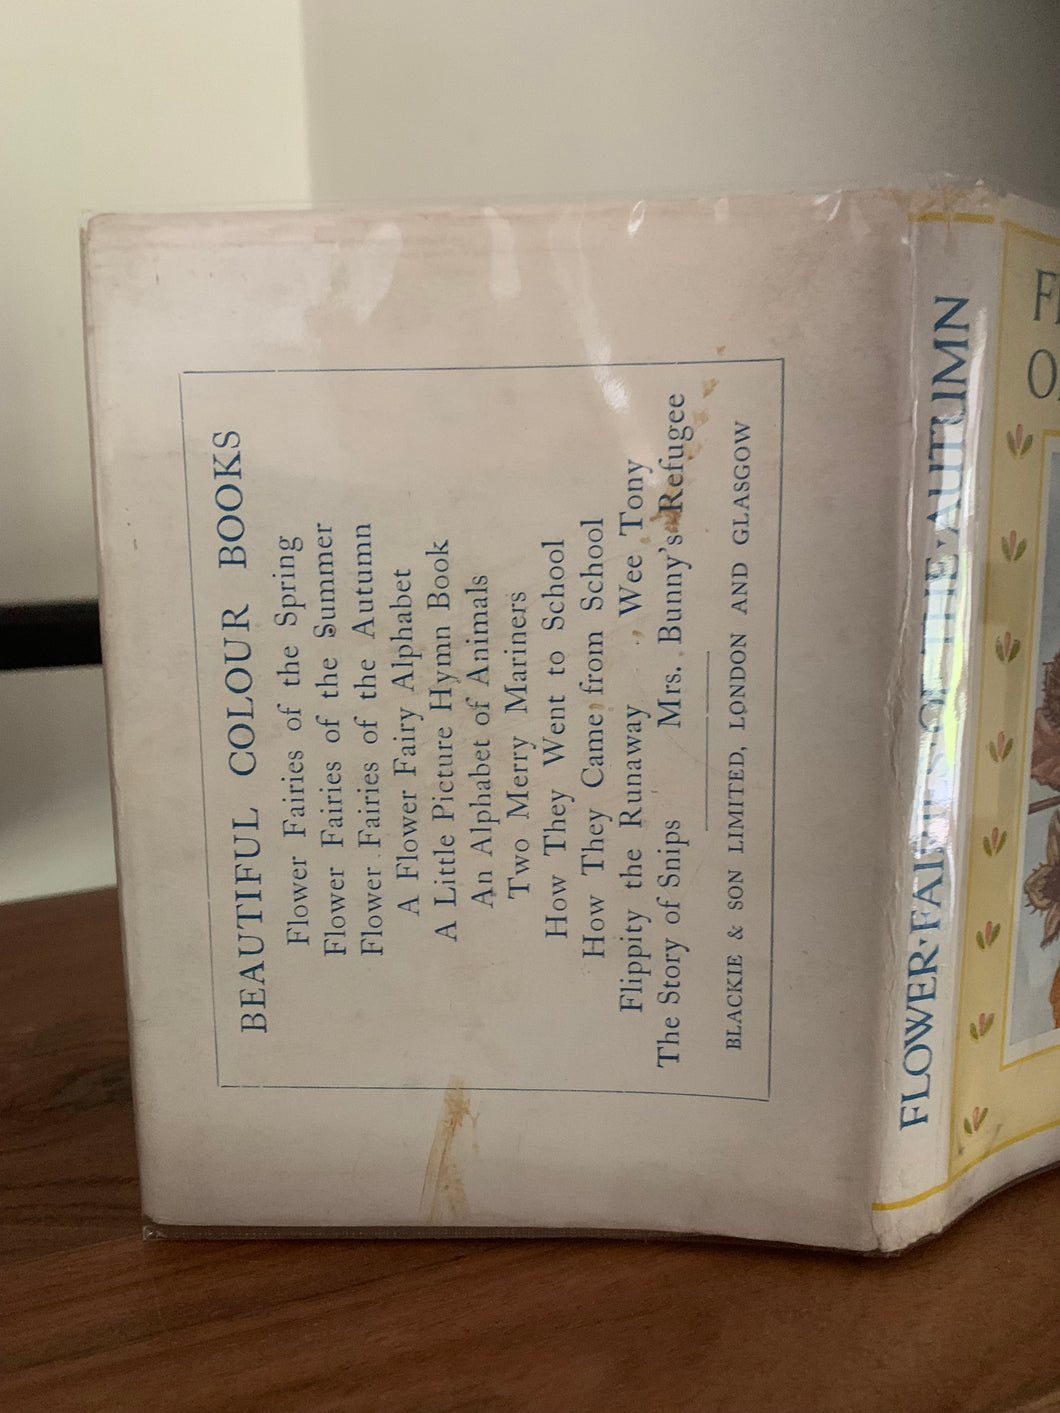 BEAUTIFUL COLOUR BOOKS
Flower Fairies of the Spring
Flower Fairies of the Summer
Flower Fairies of the Autumn
A Flower Fairy Alphabet
A Little Picture Hymn Book
An Alphabet of Animals
Two Merry Mariners
How They Went to School
How They Came from School
Flippity the Runaway Wee Tony
The Story of Snips Mrs. Bunny's Refugee
BLACKIE & SON LIMITED, LONDON AND GLASGOW
FLOWER·FAIRIES·OF·THE·AUTUMN